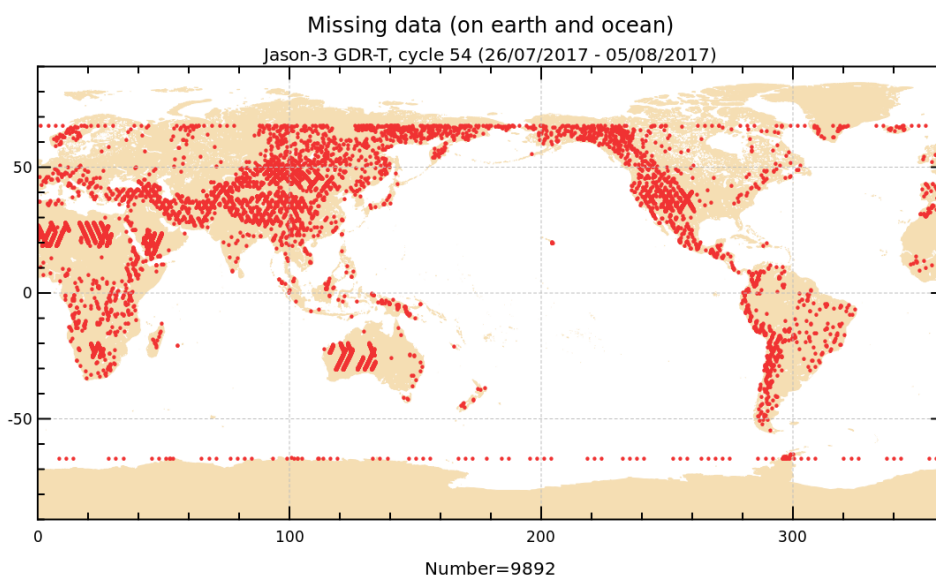 Missing data (on earth and ocean)
Jason-3 GDR-T, cycle 54 (26/07/2017 - 05/08/2017)
50
0
-50
0 100 200 300
Number=9892